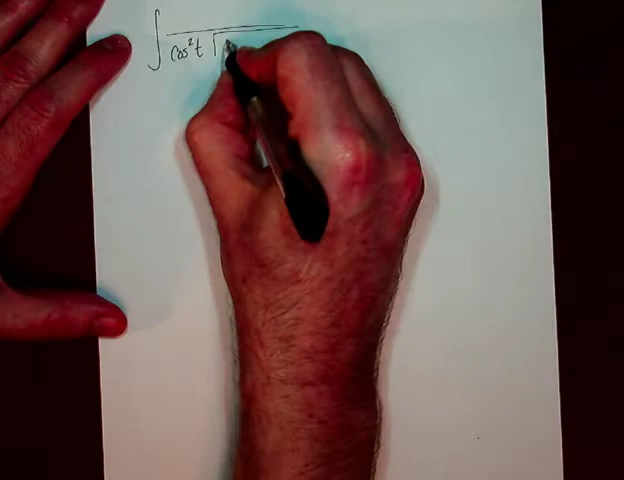 ∫ ———
cos²t √